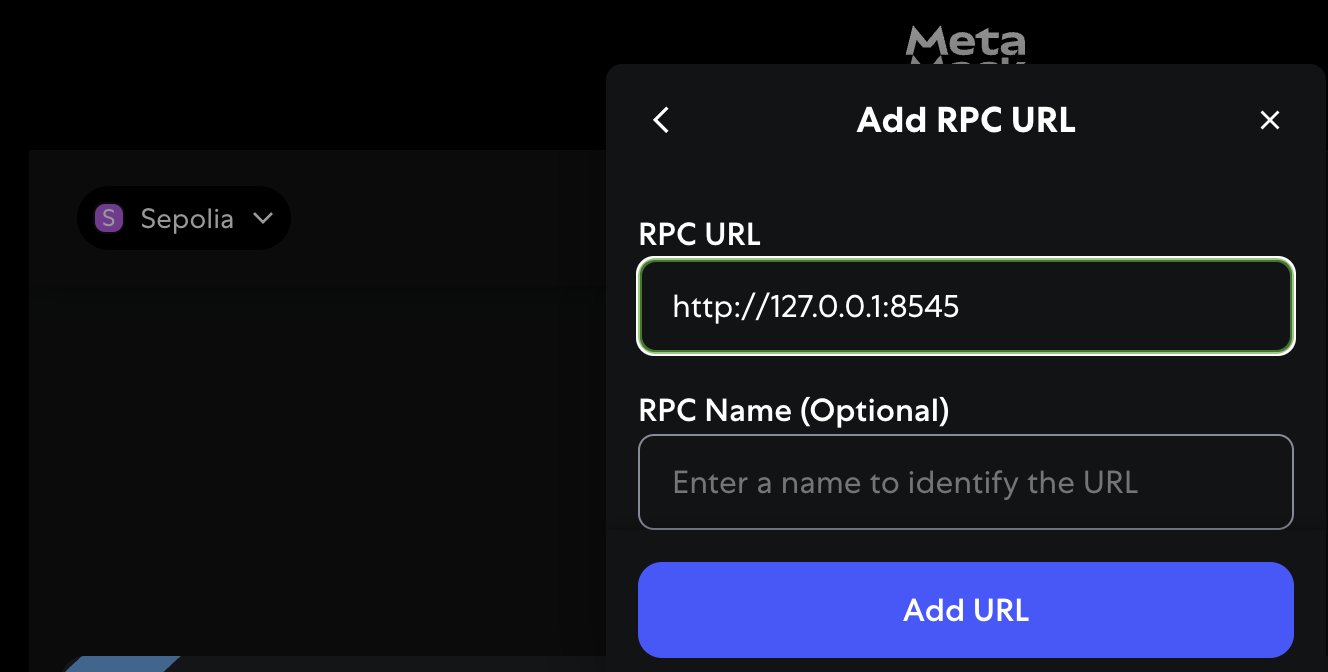 Meta
Add RPC URL
S Sepolia
RPC URL
http://127.0.0.1:8545
RPC Name (Optional)
Enter a name to identify the URL
Add URL